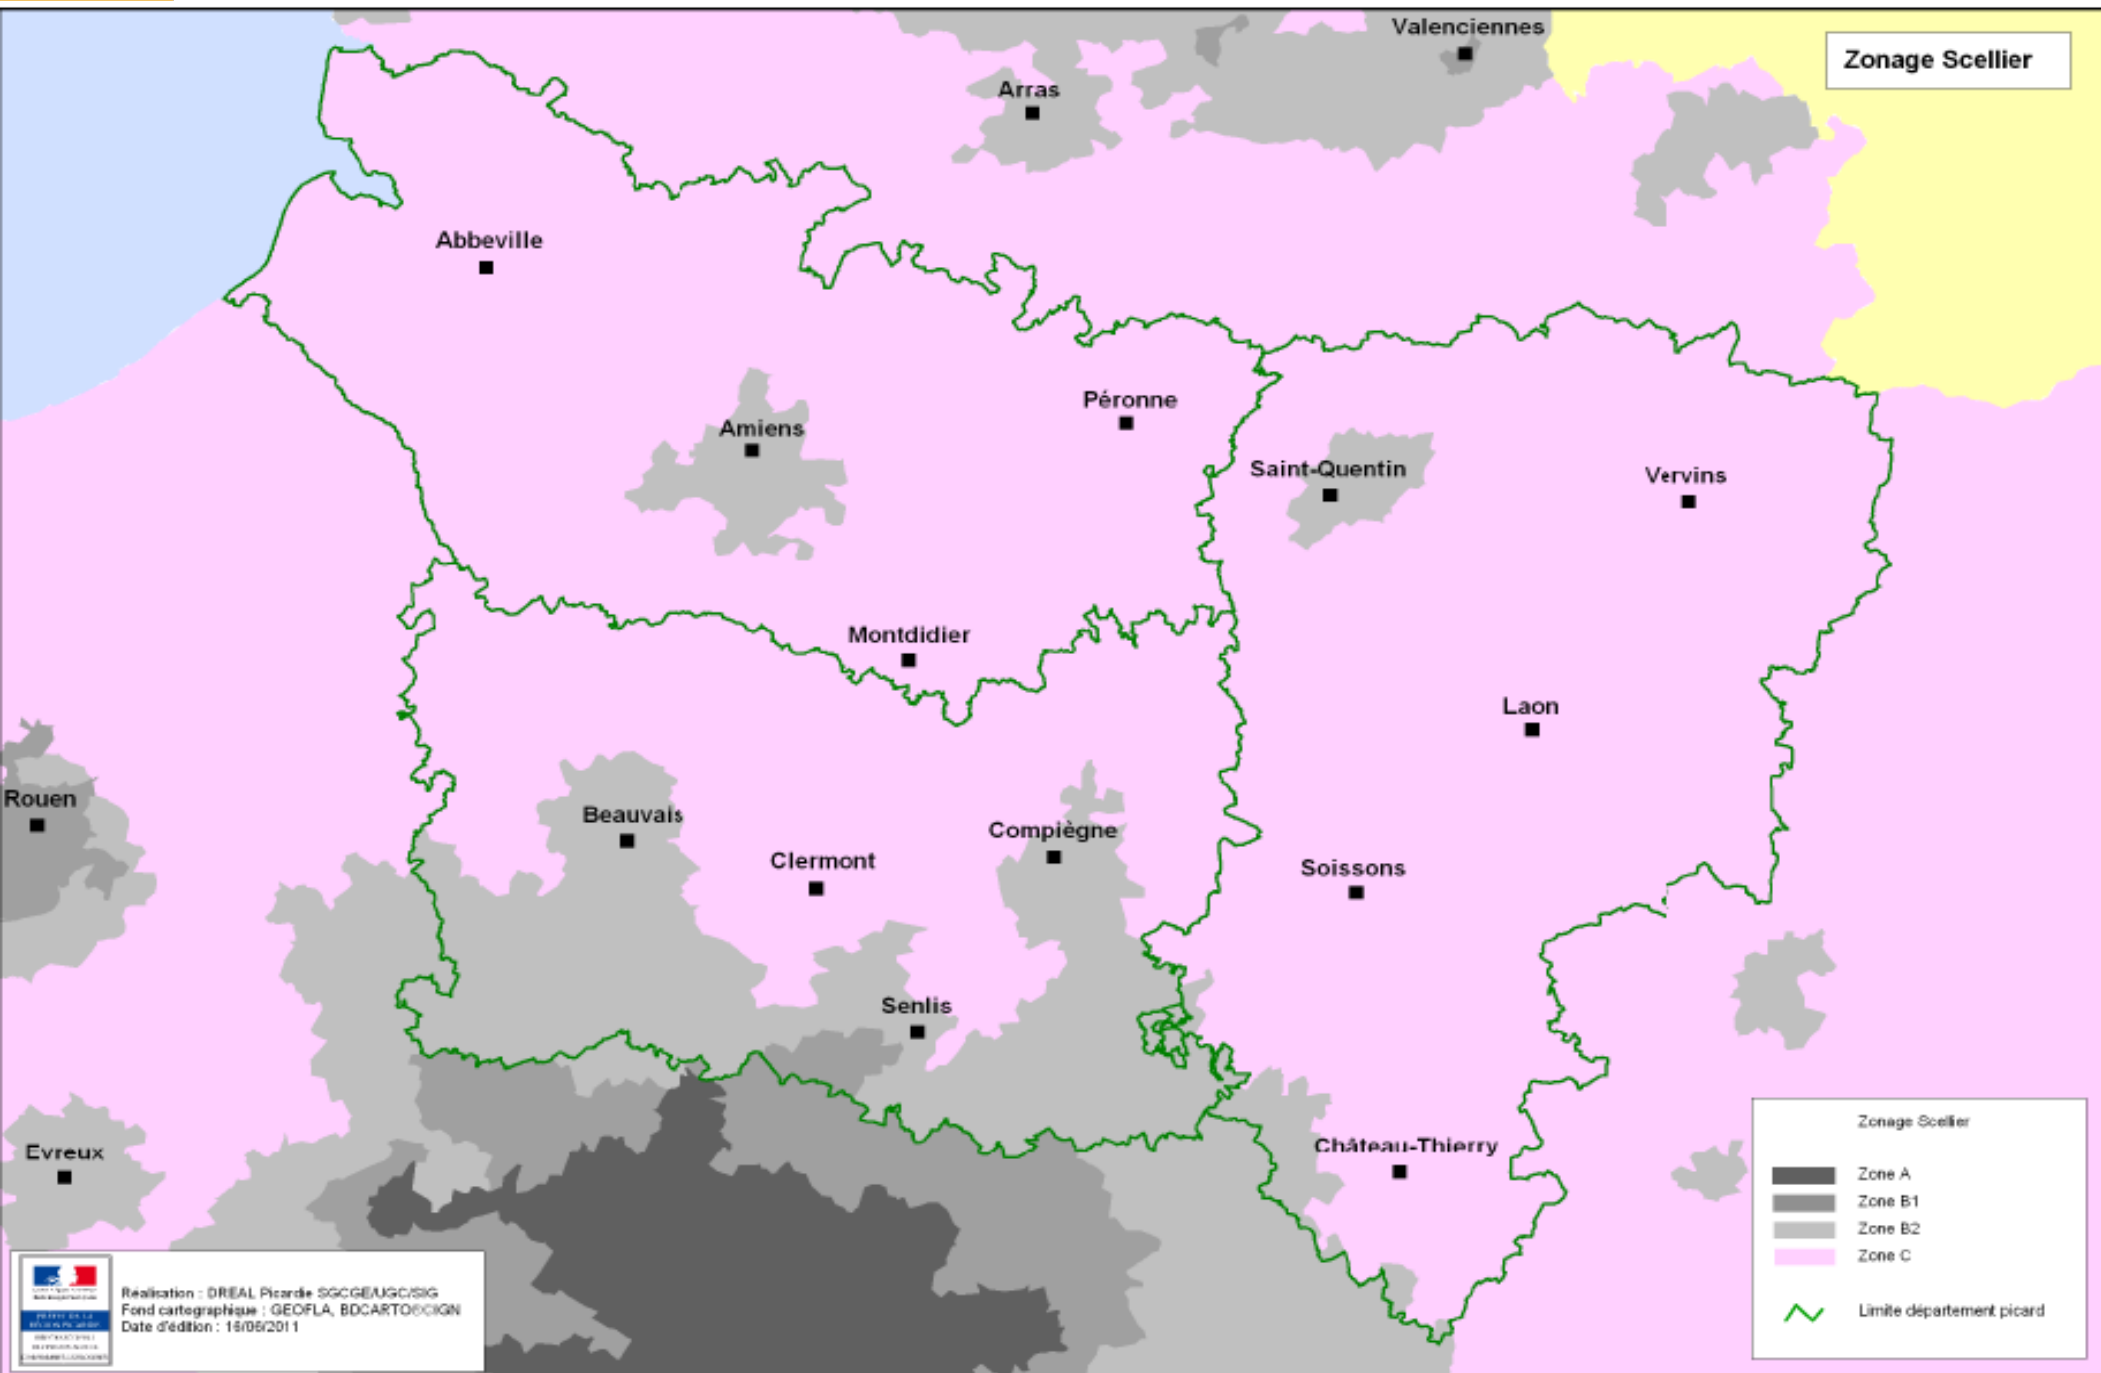 Valenciennes
Zonage Scellier
Arras
Abbeville
Péronne
Amiens
Saint-Quentin
Vervins
Montdidier
Laon
Rouen
Beauvais
Compiègne
Clermont
Soissons
Senlis
Evreux
Château-Thierry
Zonage Scellier
Zone A
Zone B1
Zone B2
Zone C
Limite département picard
Réalisation : DREAL Picardie SGCGE/UGC/SIG
Fond cartographique : GEOFLA, BDCARTO©©IGN
Date d'édition : 16/06/2011